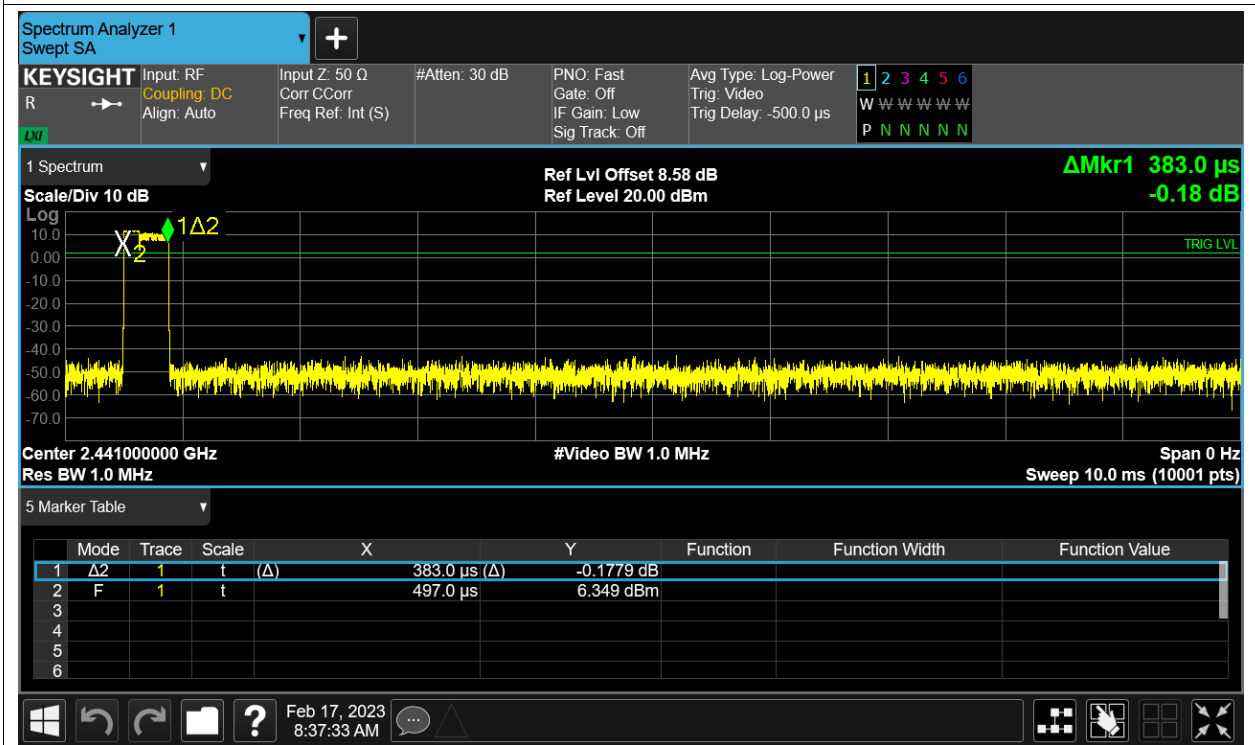 Spectrum Analyzer 1
Swept SA
KEYSIGHT Input: RF Input Z: 50 Ω #Atten: 30 dB PNO: Fast Avg Type: Log-Power 1 2 3 4 5 6
R Coupling: DC Corr CCorr Gate: Off Trig: Video W W W W W W
Align: Auto Freq Ref: Int (S) IF Gain: Low Trig Delay: -500.0 µs
LXI Sig Track: Off P N N N N N
1 Spectrum Ref Lvl Offset 8.58 dB ΔMkr1 383.0 µs
Scale/Div 10 dB Ref Level 20.00 dBm -0.18 dB
Log
1Δ2
10.0
X2
TRIG LVL
0.00
-10.0
-20.0
-30.0
-40.0
-50.0
-60.0
-70.0
Center 2.441000000 GHz #Video BW 1.0 MHz Span 0 Hz
Res BW 1.0 MHz Sweep 10.0 ms (10001 pts)
5 Marker Table
Mode Trace Scale X Y Function Function Width Function Value
1 Δ2 1 t (Δ) 383.0 µs (Δ) -0.1779 dB
2 F 1 t 497.0 µs 6.349 dBm
3
4
5
6
? Feb 17, 2023
8:37:33 AM